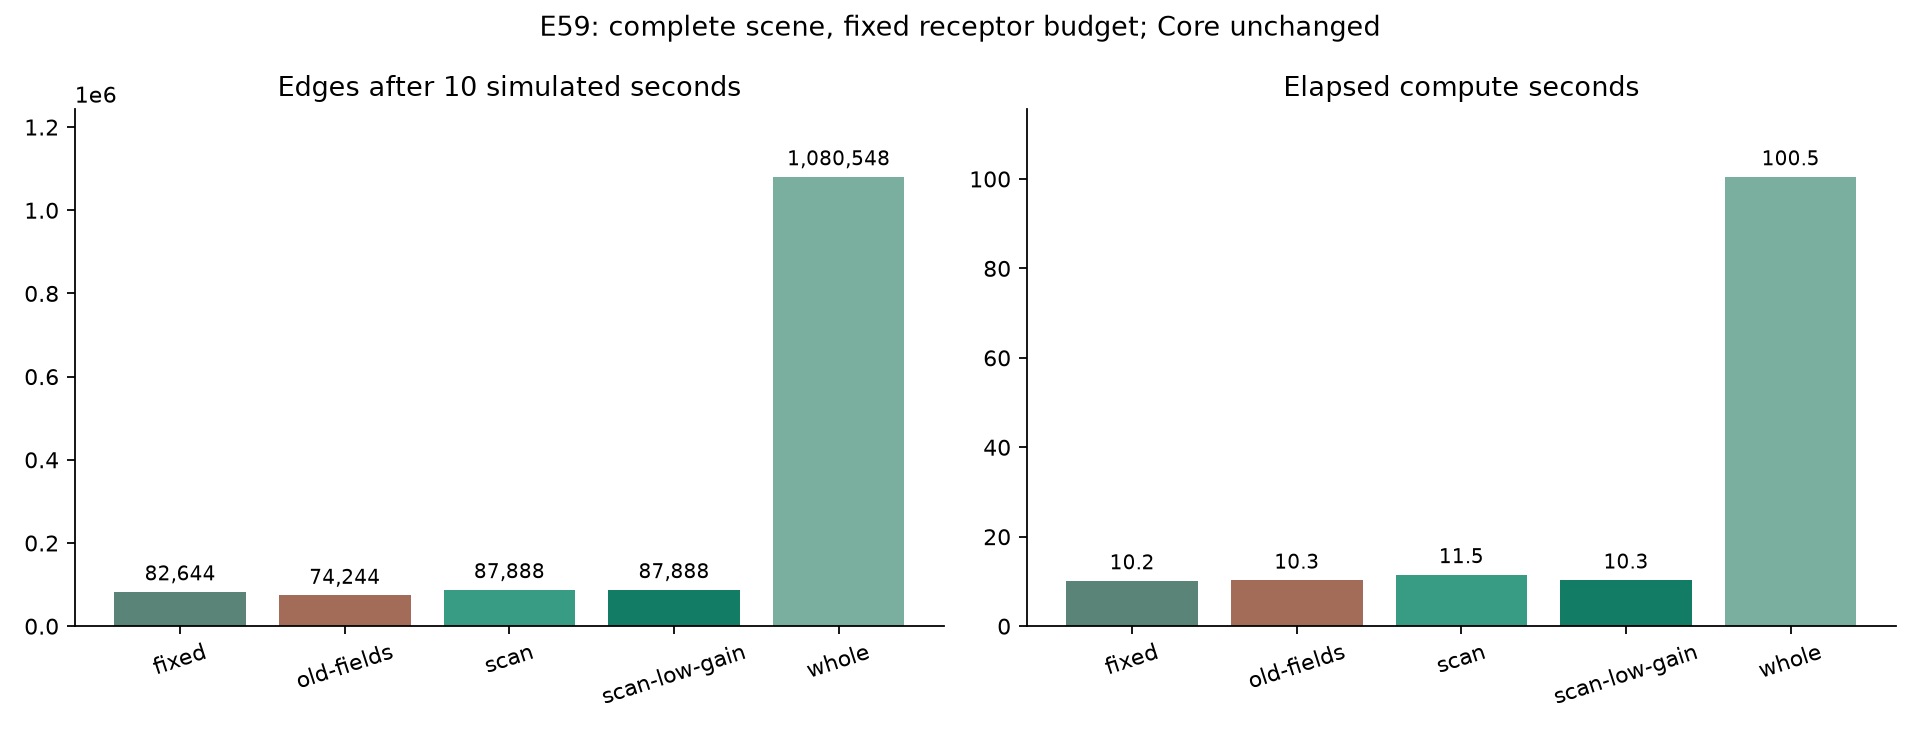 E59: complete scene, fixed receptor budget; Core unchanged
Edges after 10 simulated seconds
1e6
1.2
1.0
0.8
0.6
0.4
0.2
0.0
82,644
74,244
87,888
87,888
1,080,548
fixed
old-fields
scan
scan-low-gain
whole
Elapsed compute seconds
100
80
60
40
20
0
10.2
10.3
11.5
10.3
100.5
fixed
old-fields
scan
scan-low-gain
whole